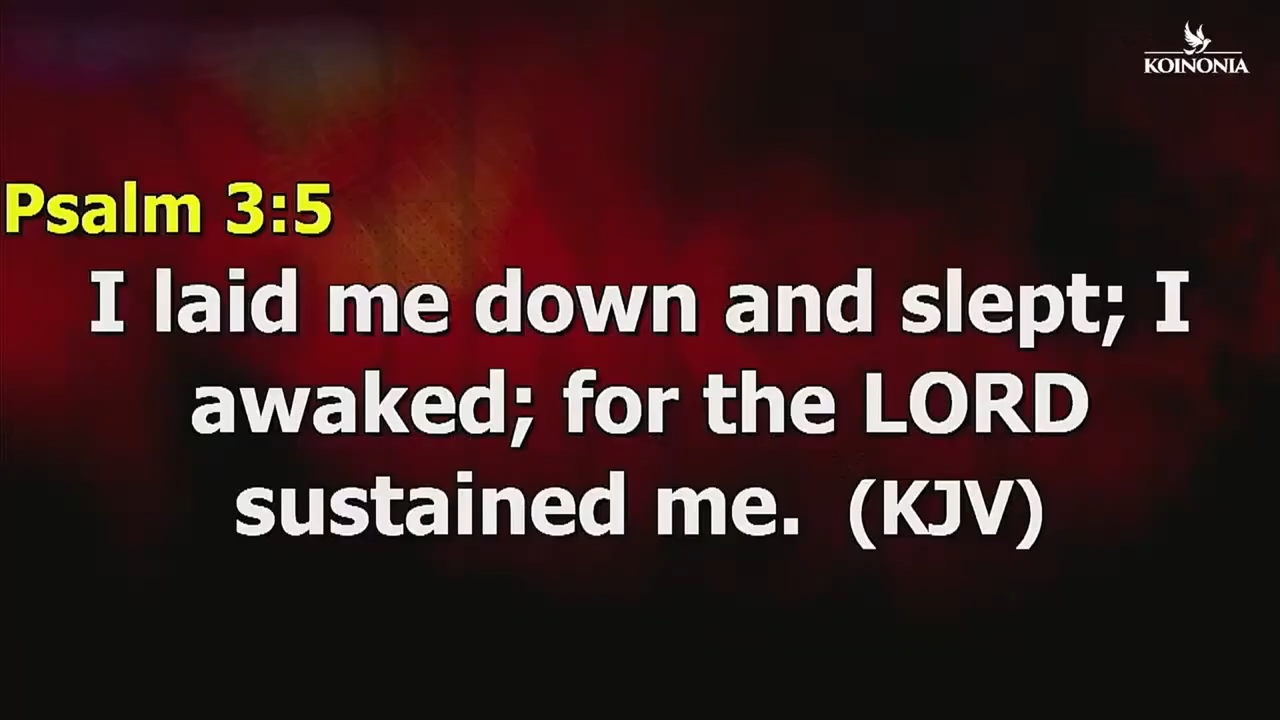 KOINONIA
Psalm 3:5
I laid me down and slept; I
awaked; for the LORD
sustained me.  (KJV)